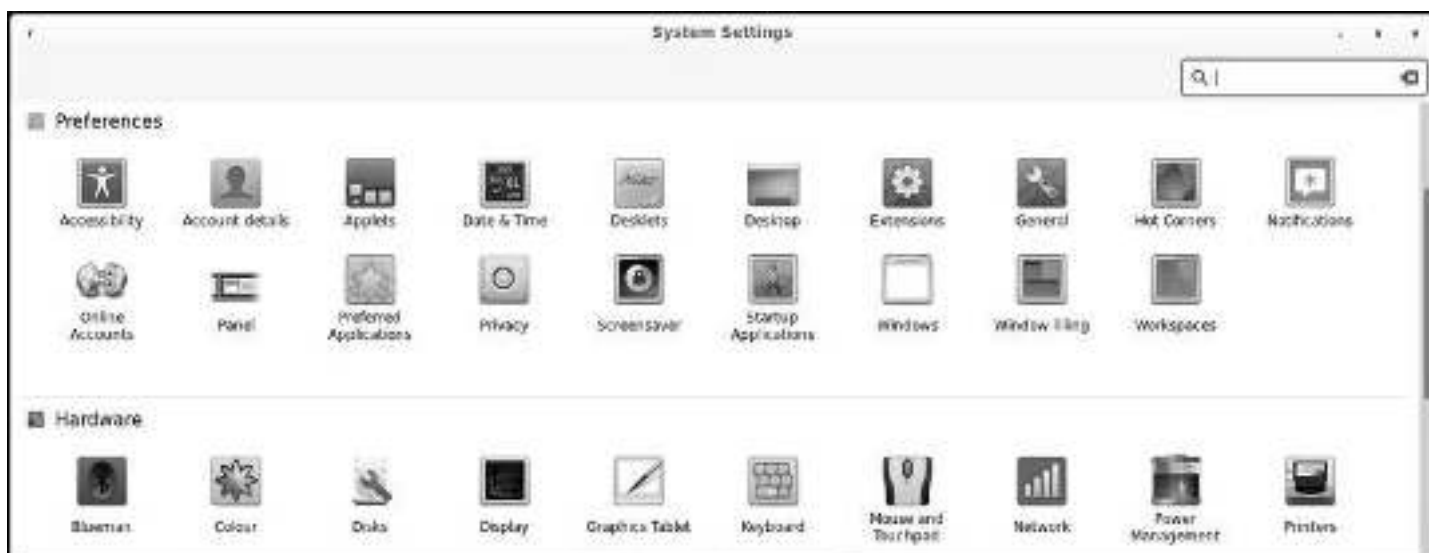 System Settings
Preferences
Accessibility
Account details
Applets
Date & Time
Desklets
Desktop
Extensions
General
Hot Corners
Notifications
Online
Accounts
Panel
Preferred
Applications
Privacy
Screensaver
Startup
Applications
Windows
Window Tiling
Workspaces
Hardware
Blueman
Colour
Disks
Display
Graphics Tablet
Keyboard
Mouse and
Touchpad
Network
Power
Management
Printers